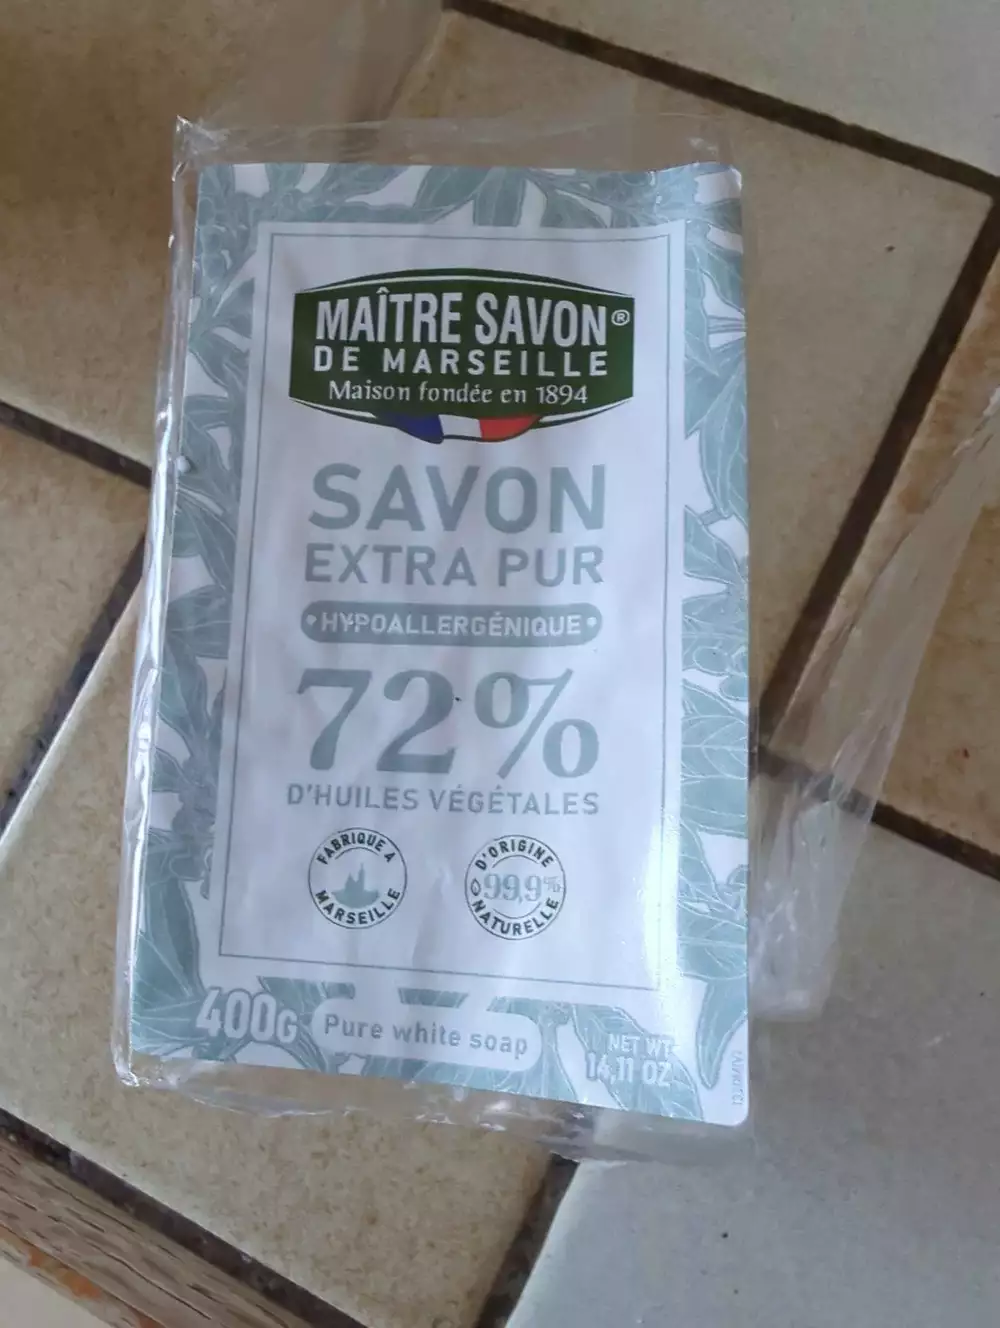 MAÎTRE SAVON®
DE MARSEILLE
Maison fondée en 1894
SAVON
EXTRA PUR
• HYPOALLERGÉNIQUE •
72%
D'HUILES VÉGÉTALES
FABRIQUÉ À
MARSEILLE
D'ORIGINE
99,9%
NATURELLE
400G
Pure white soap
NET WT
14,11 OZ